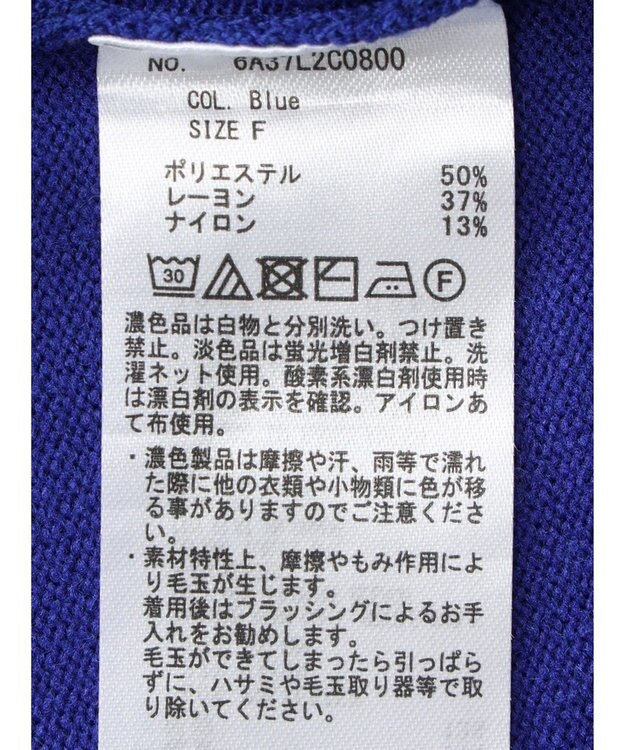 NO. 6A37L2C0800
COL. Blue
SIZE F
ポリエステル 50%
レーヨン 37%
ナイロン 13%
30 F
濃色品は白物と分別洗い。つけ置き
禁止。淡色品は蛍光増白剤禁止。洗
濯ネット使用。酸素系漂白剤使用時
は漂白剤の表示を確認。アイロンあ
て布使用。
・濃色製品は摩擦や汗、雨等で濡れ
た際に他の衣類や小物類に色が移
る事がありますのでご注意くださ
い。
・素材特性上、摩擦やもみ作用によ
り毛玉が生じます。
着用後はブラッシングによるお手
入れをお勧めします。
毛玉ができてしまったら引っぱら
ずに、ハサミや毛玉取り器等で取
り除いてください。